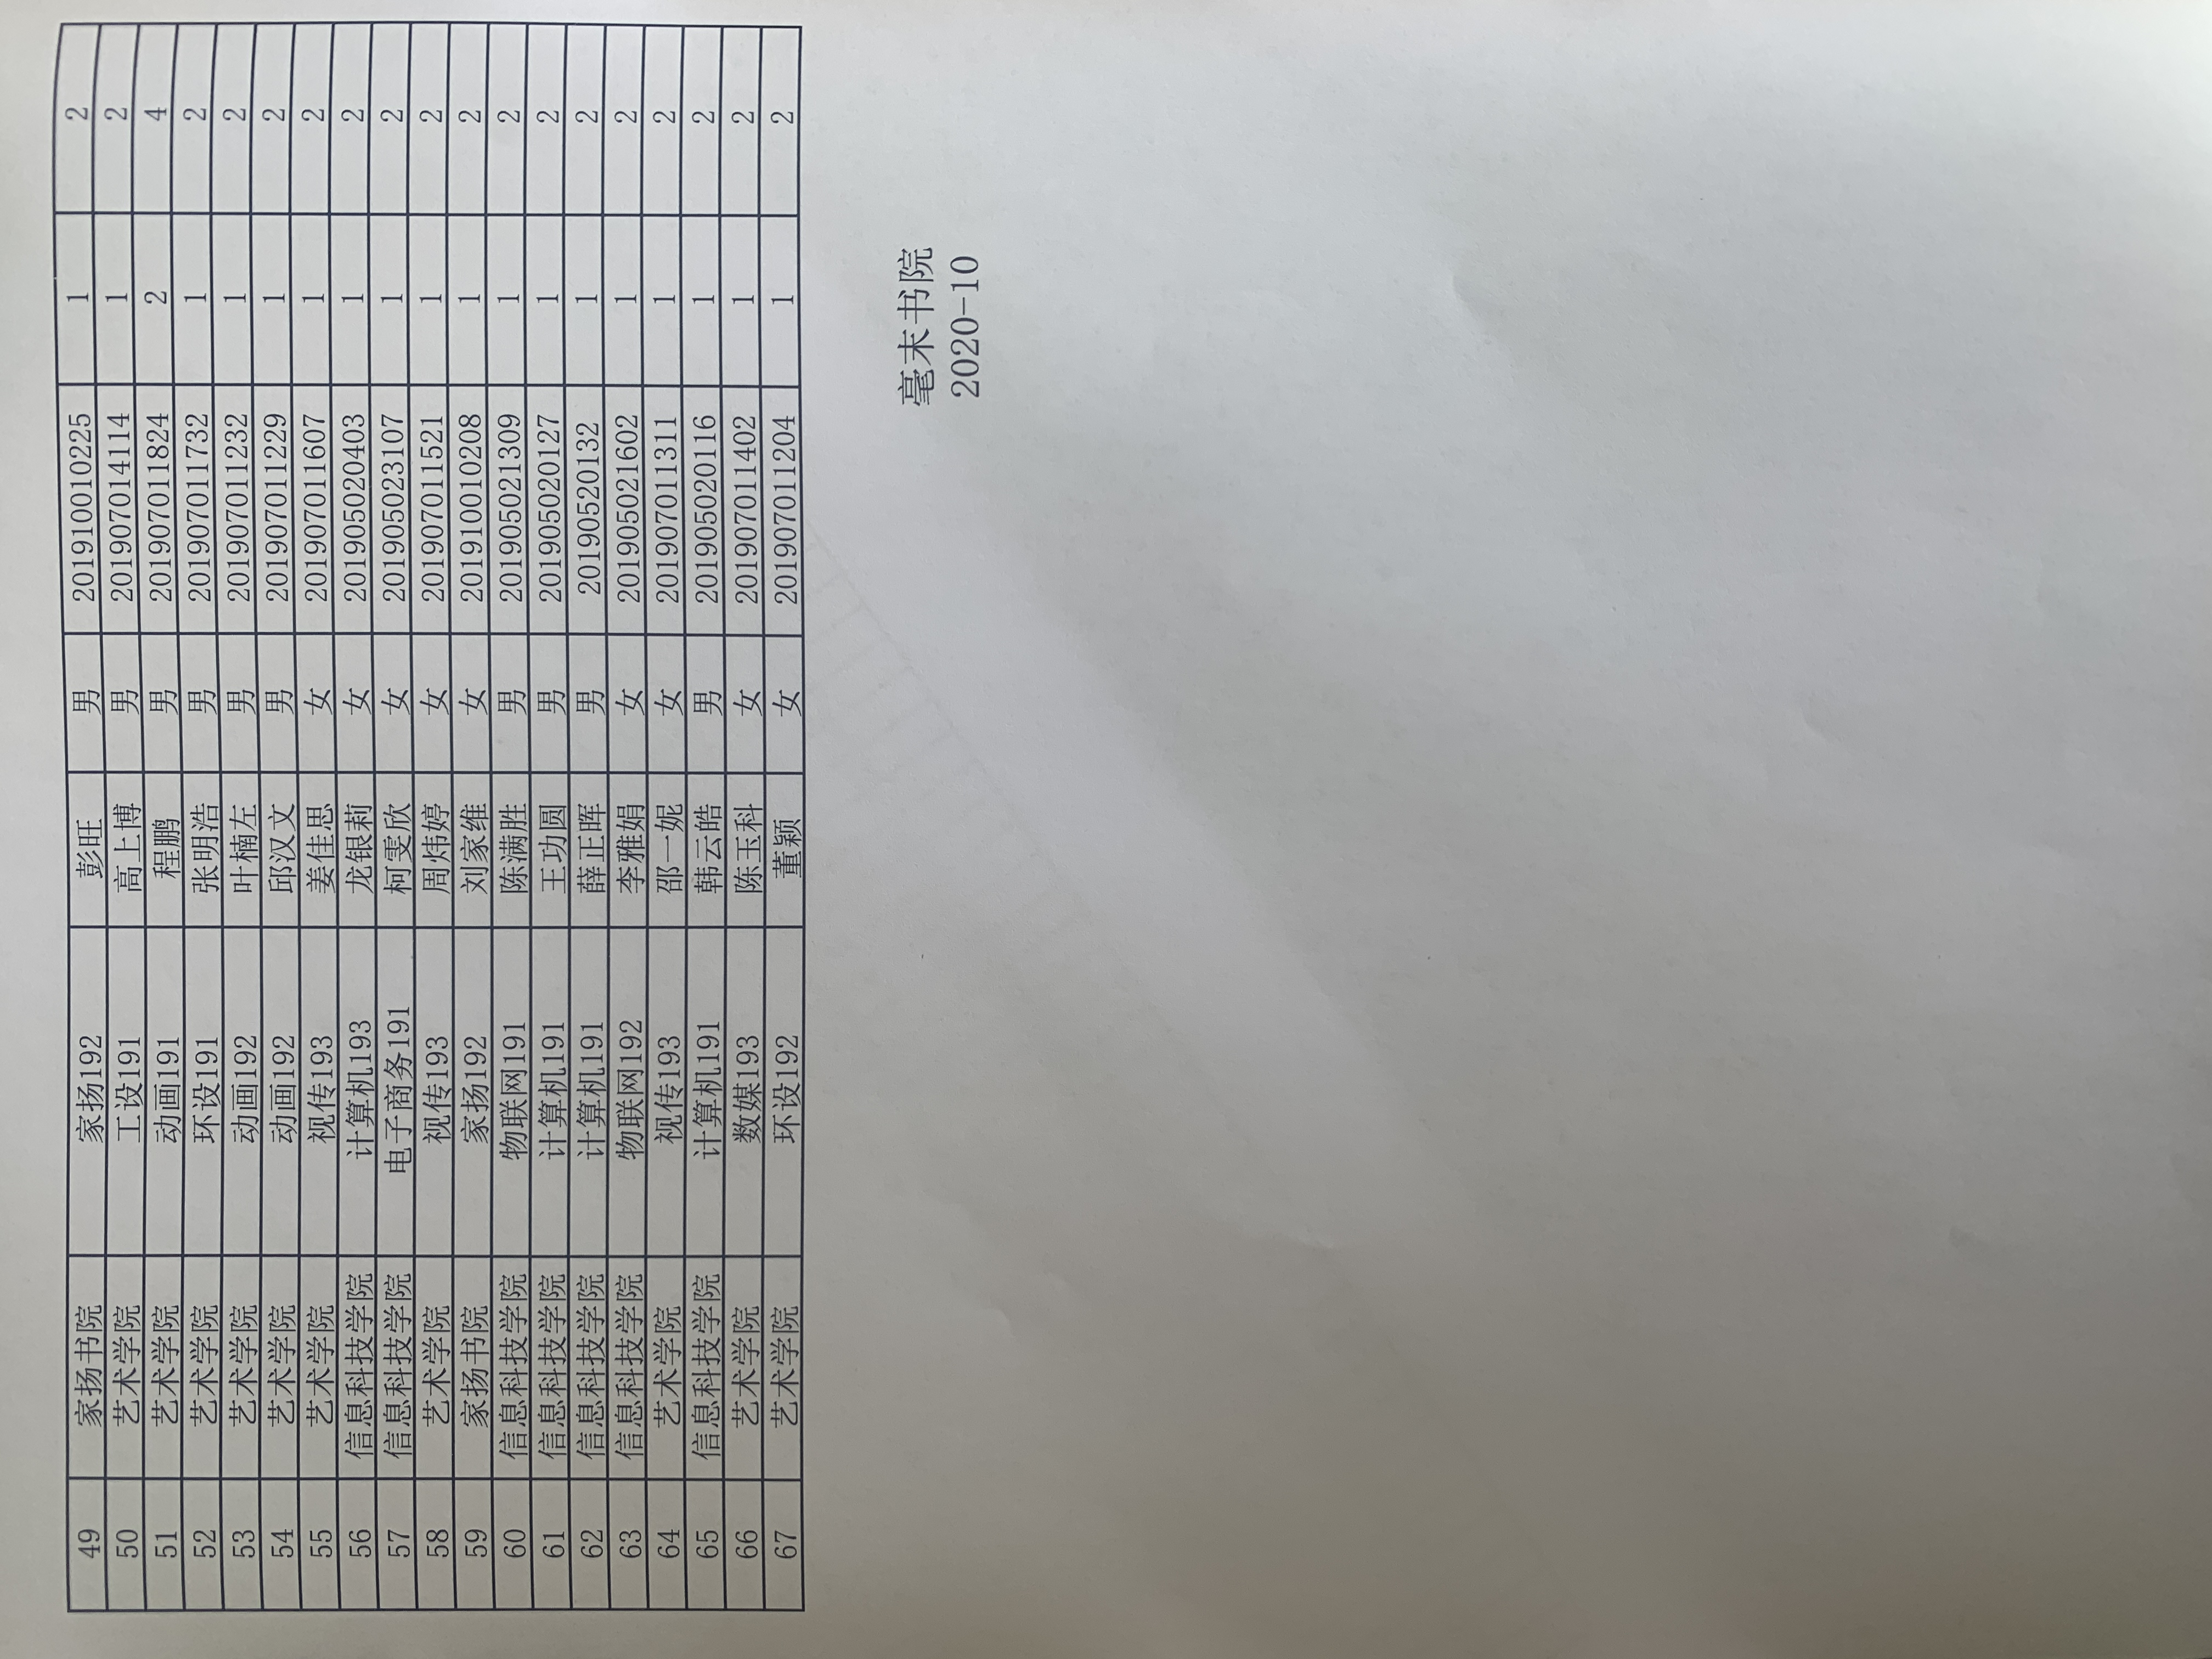 49 家扬书院 家扬192 彭旺 男 201910010225 1 2
50 艺术学院 工设191 高上博 男 201907014114 1 2
51 艺术学院 动画191 程鹏 男 201907011824 2 4
52 艺术学院 环设191 张明浩 男 201907011732 1 2
53 艺术学院 动画192 叶楠左 男 201907011232 1 2
54 艺术学院 动画192 邱汉文 男 201907011229 1 2
55 艺术学院 视传193 姜佳思 女 201907011607 1 2
56 信息科技学院 计算机193 龙银莉 女 201905020403 1 2
57 信息科技学院 电子商务191 柯雯欣 女 201905023107 1 2
58 艺术学院 视传193 周炜婷 女 201907011521 1 2
59 家扬书院 家扬192 刘家维 女 201910010208 1 2
60 信息科技学院 物联网191 陈满胜 男 201905021309 1 2
61 信息科技学院 计算机191 王功圆 男 201905020127 1 2
62 信息科技学院 计算机191 薛正晖 男 20190520132 1 2
63 信息科技学院 物联网192 李雅娟 女 201905021602 1 2
64 艺术学院 视传193 邵一妮 女 201907011311 1 2
65 信息科技学院 计算机191 韩云皓 男 201905020116 1 2
66 艺术学院 数媒193 陈玉科 女 201907011402 1 2
67 艺术学院 环设192 董颖 女 201907011204 1 2
毫末书院
2020-10